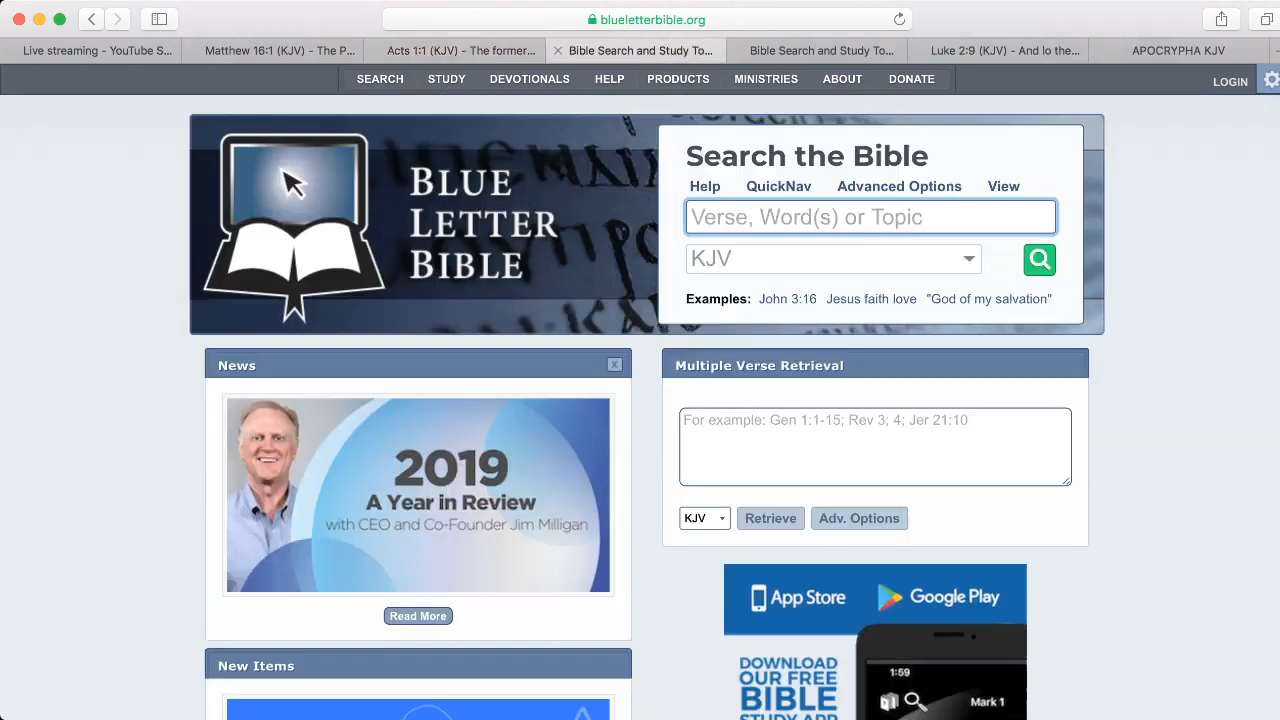 blueletterbible.org
Live streaming - YouTube S...
Matthew 16:1 (KJV) - The P...
Acts 1:1 (KJV) - The former...
Bible Search and Study To...
Bible Search and Study To...
Luke 2:9 (KJV) - And lo the...
APOCRYPHA KJV
SEARCH STUDY DEVOTIONALS HELP PRODUCTS MINISTRIES ABOUT DONATE
LOGIN
BLUE
LETTER
BIBLE
Search the Bible
Help QuickNav Advanced Options View
Verse, Word(s) or Topic
KJV
Examples: John 3:16 Jesus faith love "God of my salvation"
News
X
2019
A Year in Review
with CEO and Co-Founder Jim Milligan
Read More
New Items
Multiple Verse Retrieval
For example: Gen 1:1-15; Rev 3; 4; Jer 21:10
KJV Retrieve Adv. Options
App Store Google Play
DOWNLOAD
OUR FREE
BIBLE
STUDY APP
1:59
Mark 1